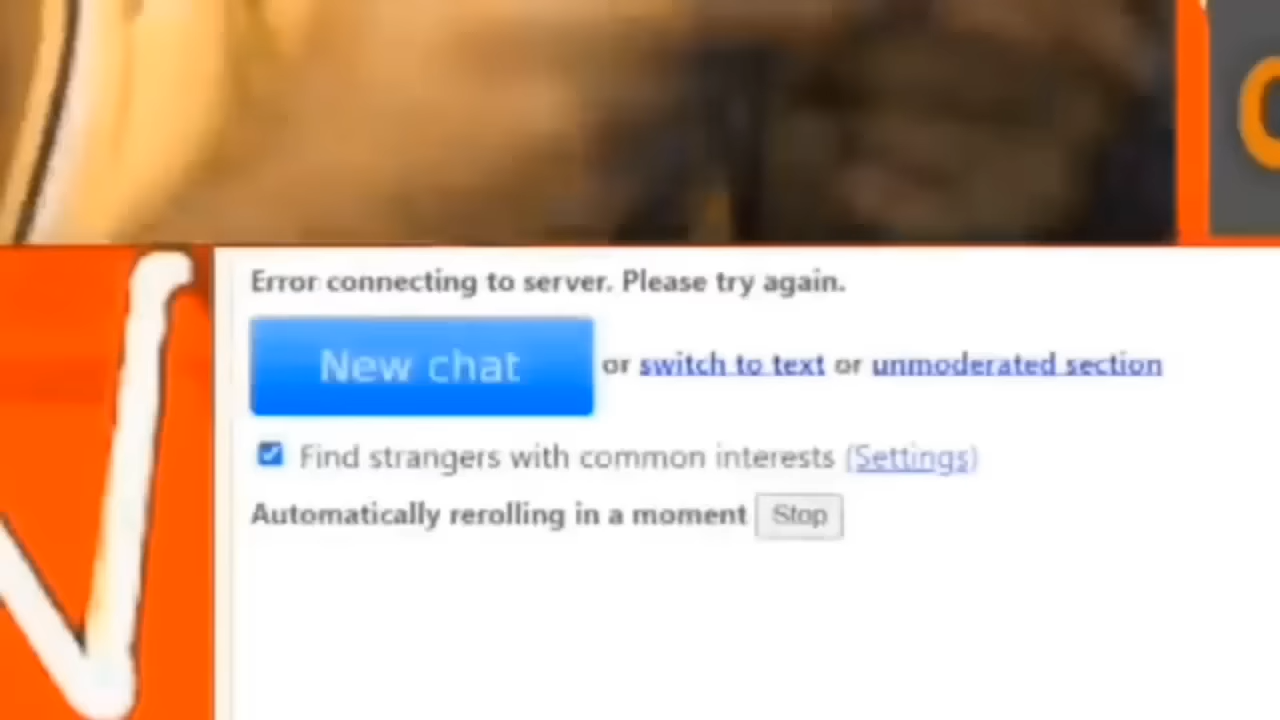 Error connecting to server. Please try again.
New chat or switch to text or unmoderated section
Find strangers with common interests (Settings)
Automatically rerolling in a moment Stop